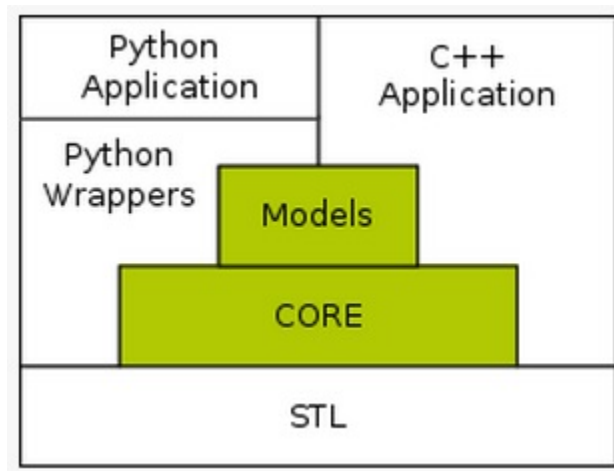 Python
Application
C++
Application
Python
Wrappers
Models
CORE
STL